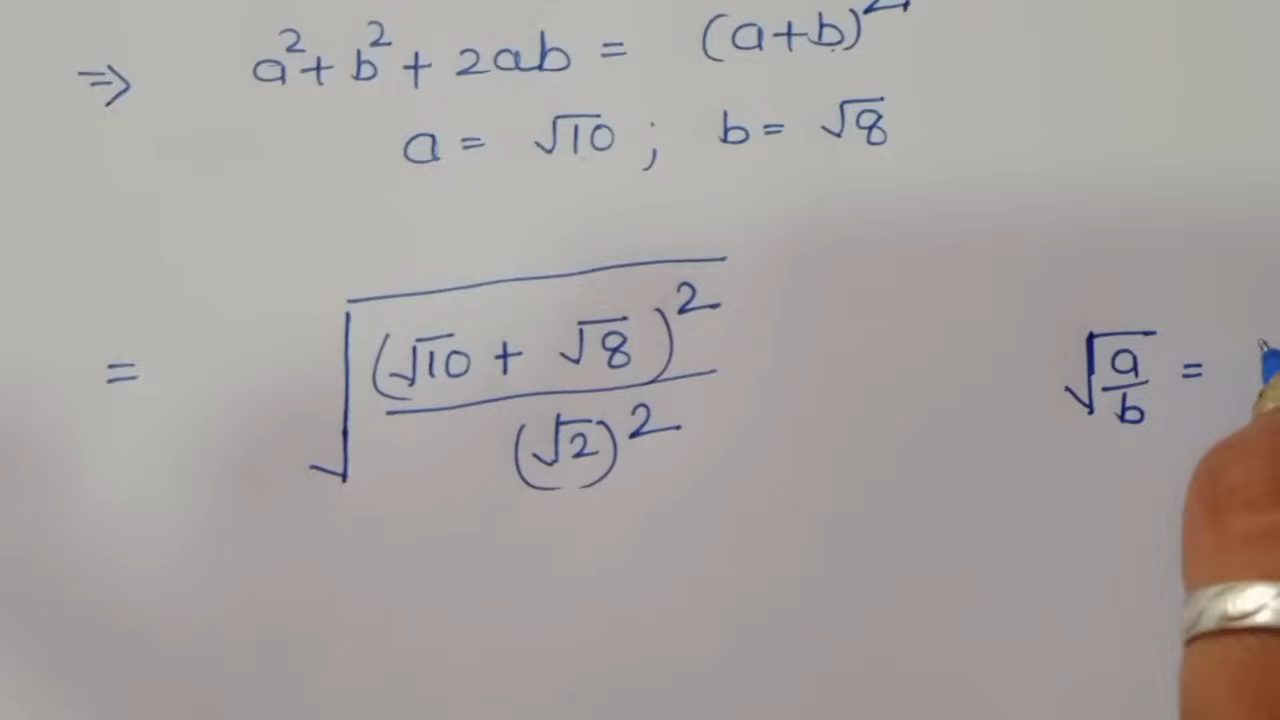 ⇒ a² + b² + 2ab = (a+b)²
a = √10 ; b = √8
= √((√10 + √8)² / (√2)²)
√(a/b) =